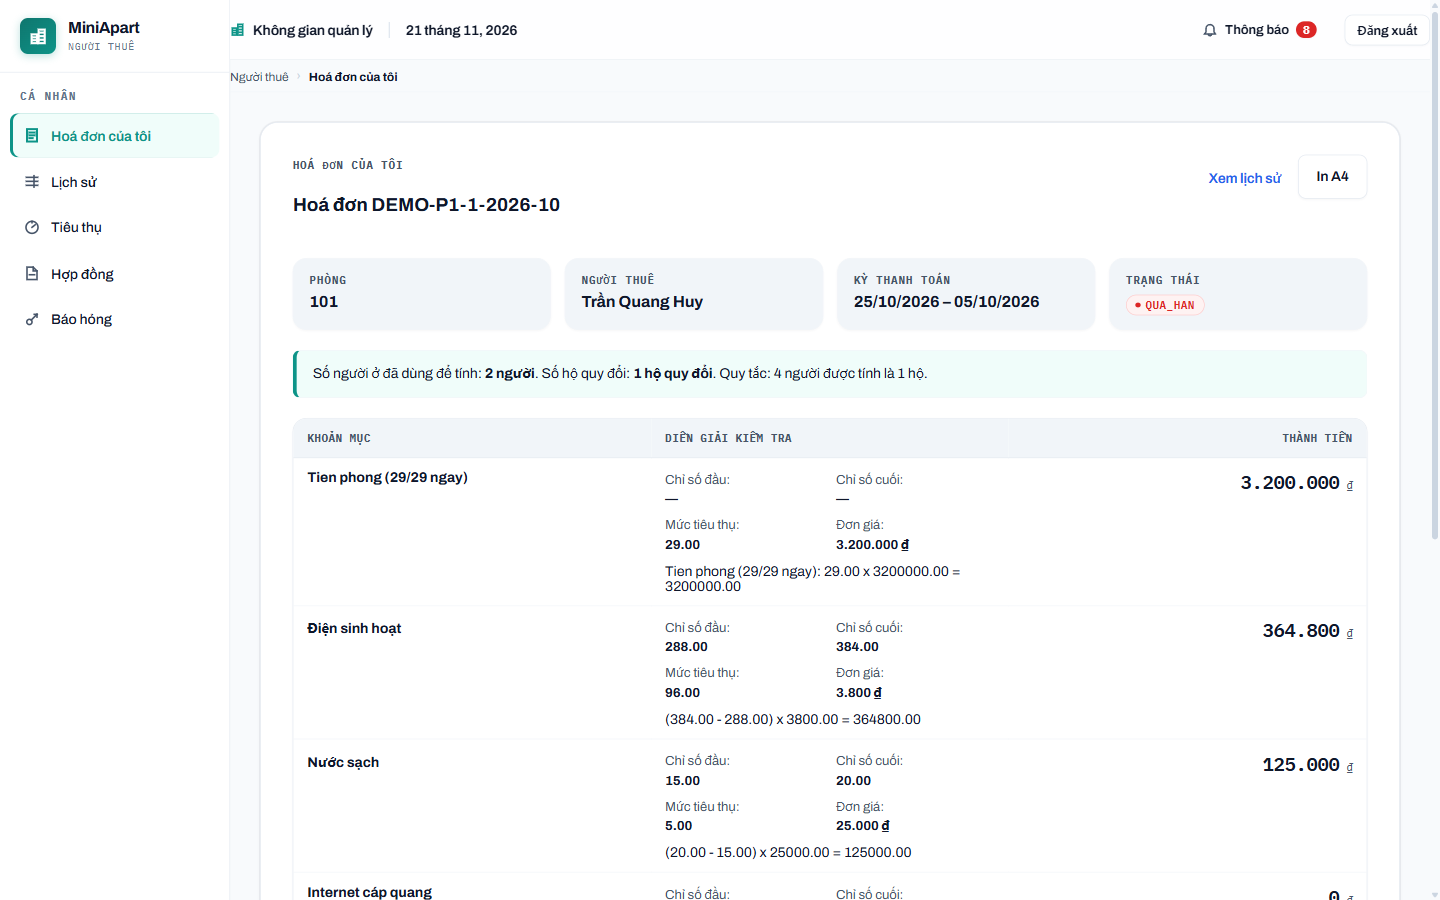 MiniApart
NGƯỜI THUÊ
Không gian quản lý
21 tháng 11, 2026
Thông báo
8
Đăng xuất
Người thuê › Hoá đơn của tôi
CÁ NHÂN
Hoá đơn của tôi
Lịch sử
Tiêu thụ
Hợp đồng
Báo hỏng
HOÁ ĐƠN CỦA TÔI
Hoá đơn DEMO-P1-1-2026-10
Xem lịch sử
In A4
PHÒNG
101
NGƯỜI THUÊ
Trần Quang Huy
KỲ THANH TOÁN
25/10/2026 – 05/10/2026
TRẠNG THÁI
QUA_HAN
Số người ở đã dùng để tính: 2 người. Số hộ quy đổi: 1 hộ quy đổi. Quy tắc: 4 người được tính là 1 hộ.
KHOẢN MỤC
DIỄN GIẢI KIỂM TRA
THÀNH TIỀN
Tien phong (29/29 ngay)
Chỉ số đầu:
—
Chỉ số cuối:
—
Mức tiêu thụ:
29.00
Đơn giá:
3.200.000 ₫
Tien phong (29/29 ngay): 29.00 x 3200000.00 =
3200000.00
3.200.000 ₫
Điện sinh hoạt
Chỉ số đầu:
288.00
Chỉ số cuối:
384.00
Mức tiêu thụ:
96.00
Đơn giá:
3.800 ₫
(384.00 - 288.00) x 3800.00 = 364800.00
364.800 ₫
Nước sạch
Chỉ số đầu:
15.00
Chỉ số cuối:
20.00
Mức tiêu thụ:
5.00
Đơn giá:
25.000 ₫
(20.00 - 15.00) x 25000.00 = 125000.00
125.000 ₫
Internet cáp quang
Chỉ số đầu:
Chỉ số cuối:
0 ₫